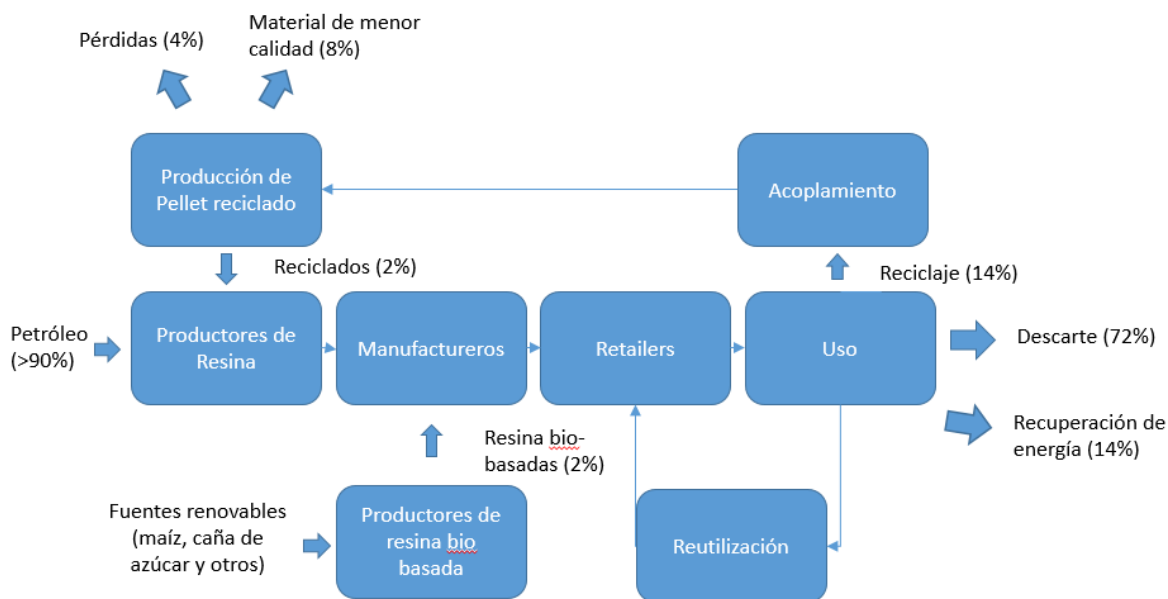 Pérdidas (4%)
Material de menor
calidad (8%)
Producción de
Pellet reciclado
Acoplamiento
Reciclados (2%)
Reciclaje (14%)
Petróleo
(>90%)
Productores de
Resina
Manufactureros
Retailers
Uso
Descarte (72%)
Recuperación de
energía (14%)
Resina bio-
basadas (2%)
Fuentes renovables
(maíz, caña de
azúcar y otros)
Productores de
resina bio
basada
Reutilización